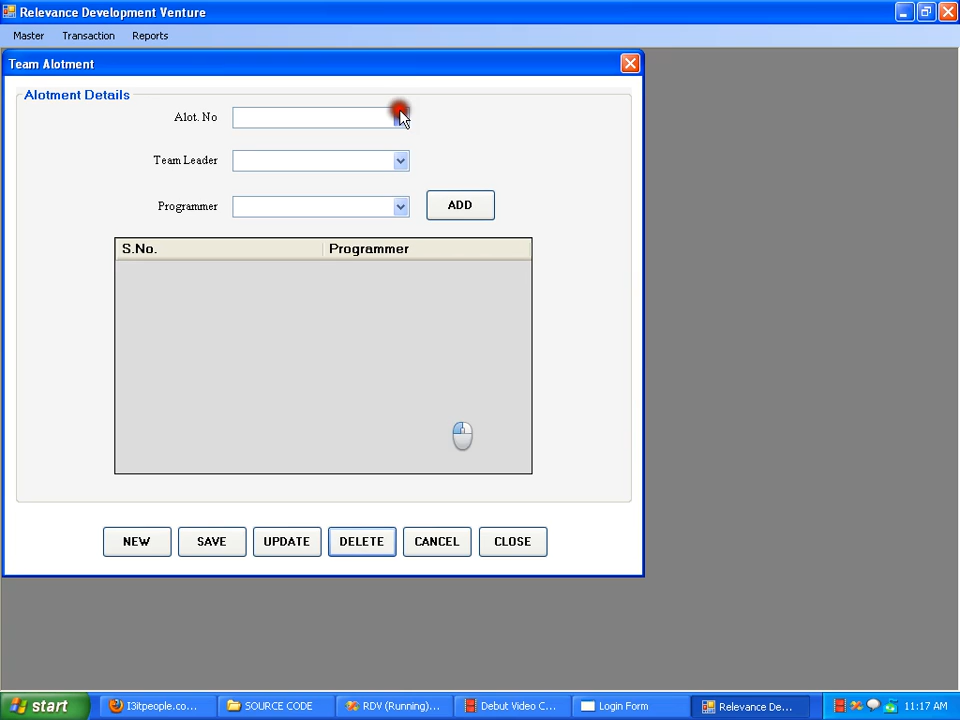 Relevance Development Venture
Master Transaction Reports
Team Alotment
Alotment Details
Alot. No
Team Leader
Programmer ADD
S.No. Programmer
NEW SAVE UPDATE DELETE CANCEL CLOSE
start I3itpeople.co... SOURCE CODE RDV (Running)... Debut Video C... Login Form Relevance De... 11:17 AM